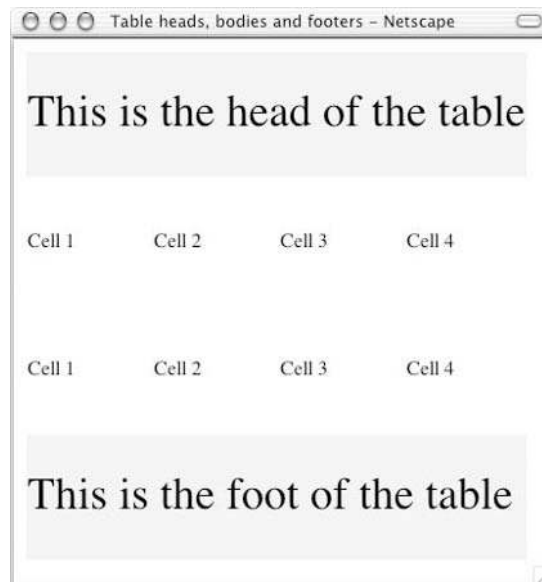 Table heads, bodies and footers – Netscape
This is the head of the table
Cell 1 Cell 2 Cell 3 Cell 4
Cell 1 Cell 2 Cell 3 Cell 4
This is the foot of the table